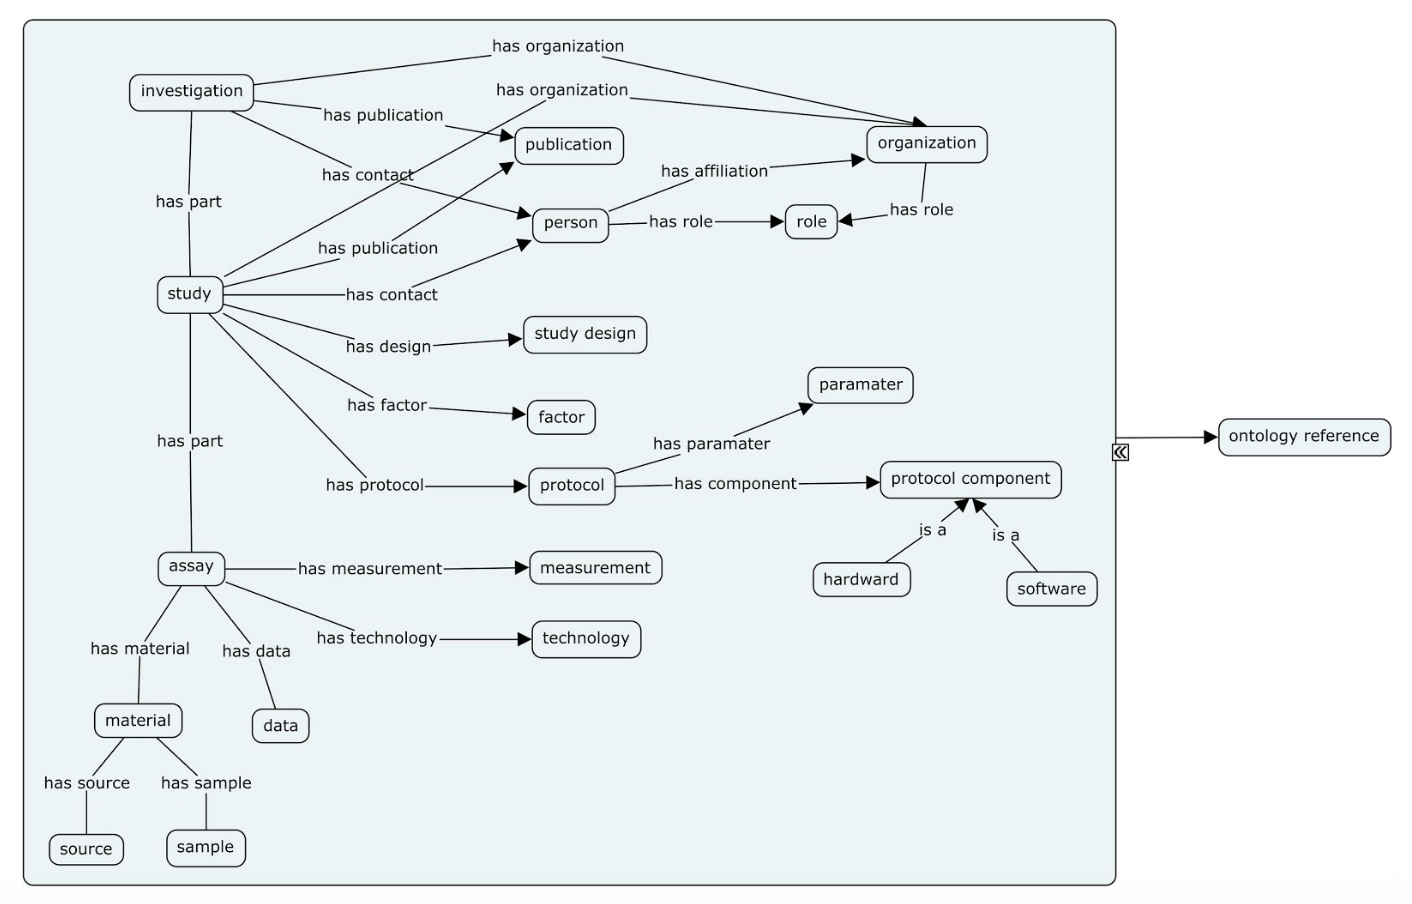 has organization
investigation
has organization
has publication
publication
organization
has contact
has affiliation
has part
has role
person
has role
role
has publication
study
has contact
study design
has design
paramater
has factor
factor
has part
has paramater
ontology reference
has protocol
protocol
has component
protocol component
is a
is a
assay
has measurement
measurement
hardward
software
has material
has data
has technology
technology
material
data
has source
has sample
source
sample